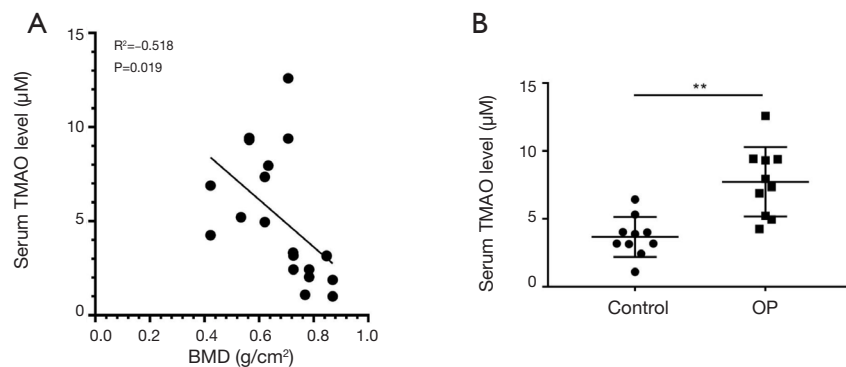 A
R²=−0.518
P=0.019
Serum TMAO level (µM)
15
10
5
0
0.0 0.2 0.4 0.6 0.8 1.0
BMD (g/cm²)
B
**
Serum TMAO level (µM)
15
10
5
0
Control OP